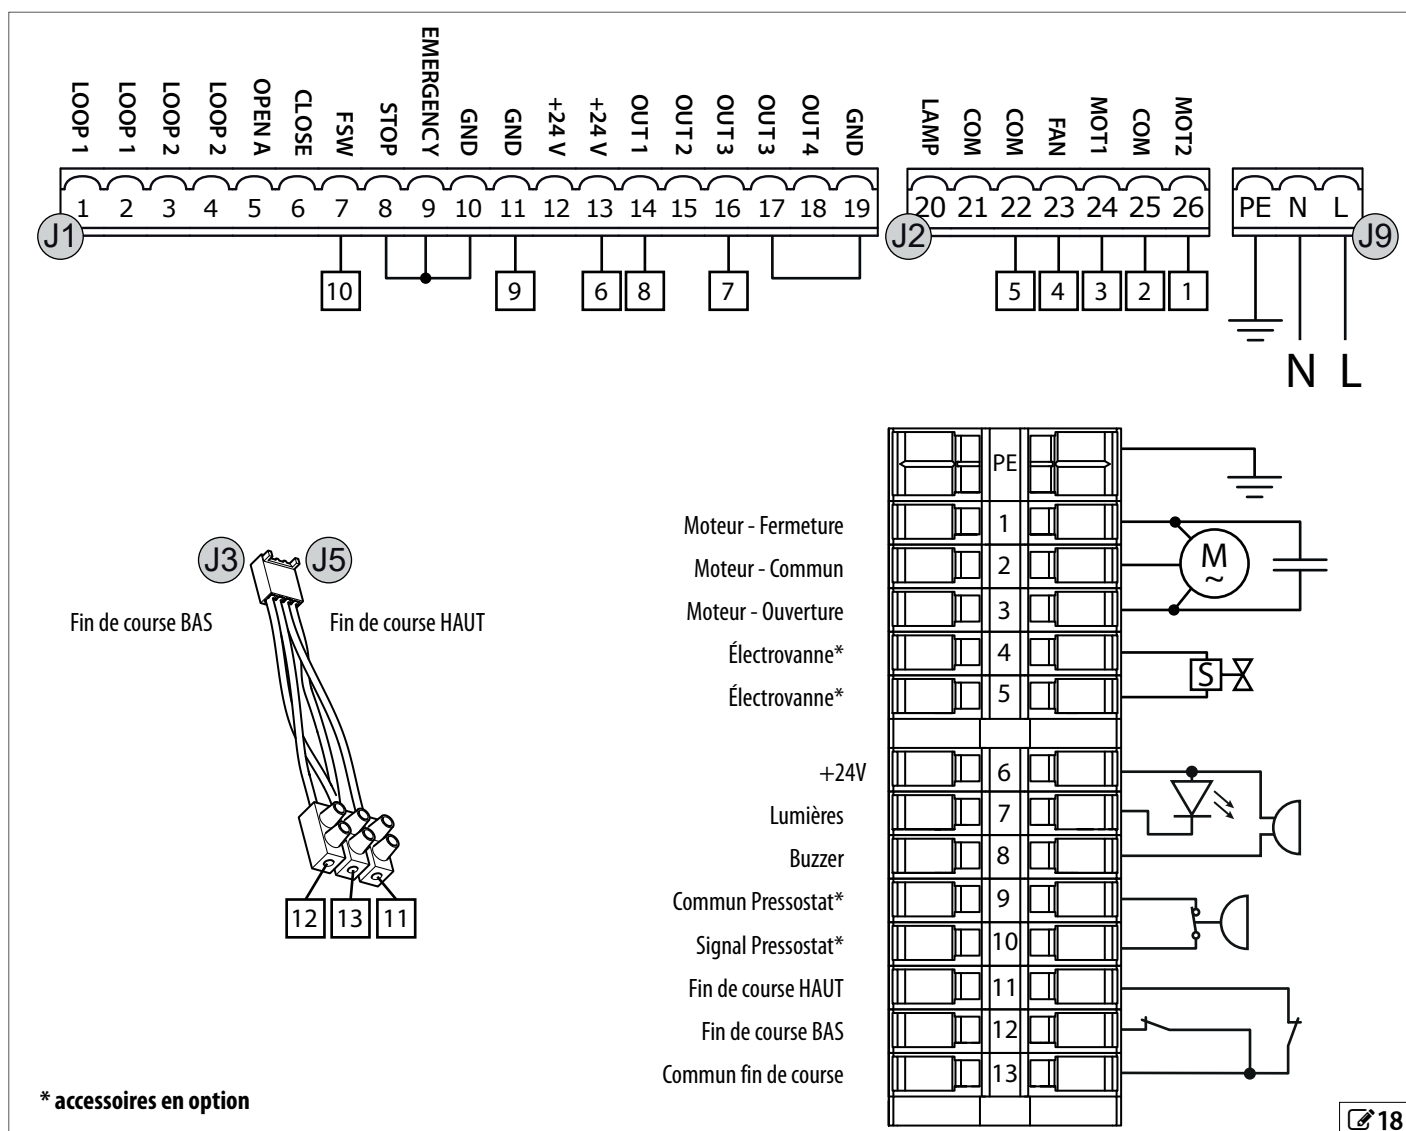 LOOP 1 LOOP 1 LOOP 2 LOOP 2 OPEN A CLOSE FSW STOP EMERGENCY GND GND +24 V +24 V OUT 1 OUT 2 OUT 3 OUT 3 OUT 4 GND
LAMP COM COM FAN MOT1 COM MOT2
1 2 3 4 5 6 7 8 9 10 11 12 13 14 15 16 17 18 19
20 21 22 23 24 25 26
PE N L
J1
J2
J9
10 9 6 8 7
5 4 3 2 1
N L
PE
Moteur - Fermeture 1
M
~
Moteur - Commun 2
Moteur - Ouverture 3
Électrovanne* 4
S
Électrovanne* 5
+24V 6
Lumières 7
Buzzer 8
Commun Pressostat* 9
Signal Pressostat* 10
Fin de course HAUT 11
Fin de course BAS 12
Commun fin de course 13
J3 J5
Fin de course BAS
Fin de course HAUT
12 13 11
* accessoires en option
18